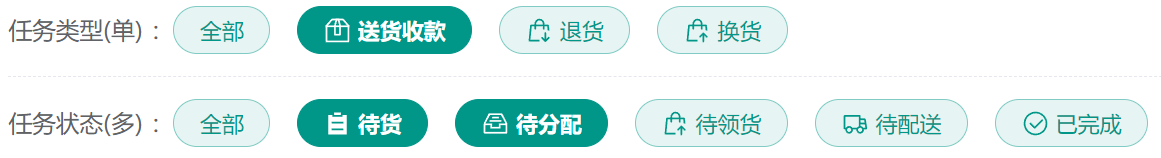 任务类型(单)： 全部 送货收款 退货 换货
任务状态(多)： 全部 待货 待分配 待领货 待配送 已完成